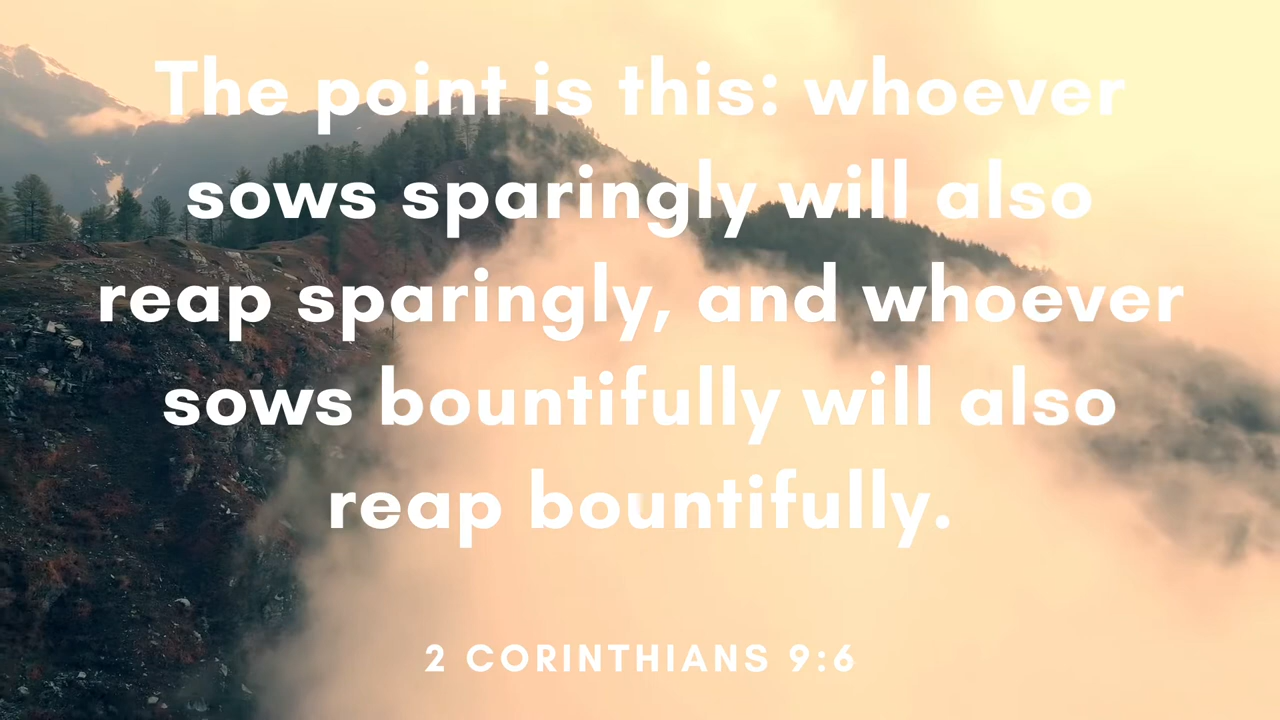 The point is this: whoever
sows sparingly will also
reap sparingly, and whoever
sows bountifully will also
reap bountifully.
2 CORINTHIANS 9:6